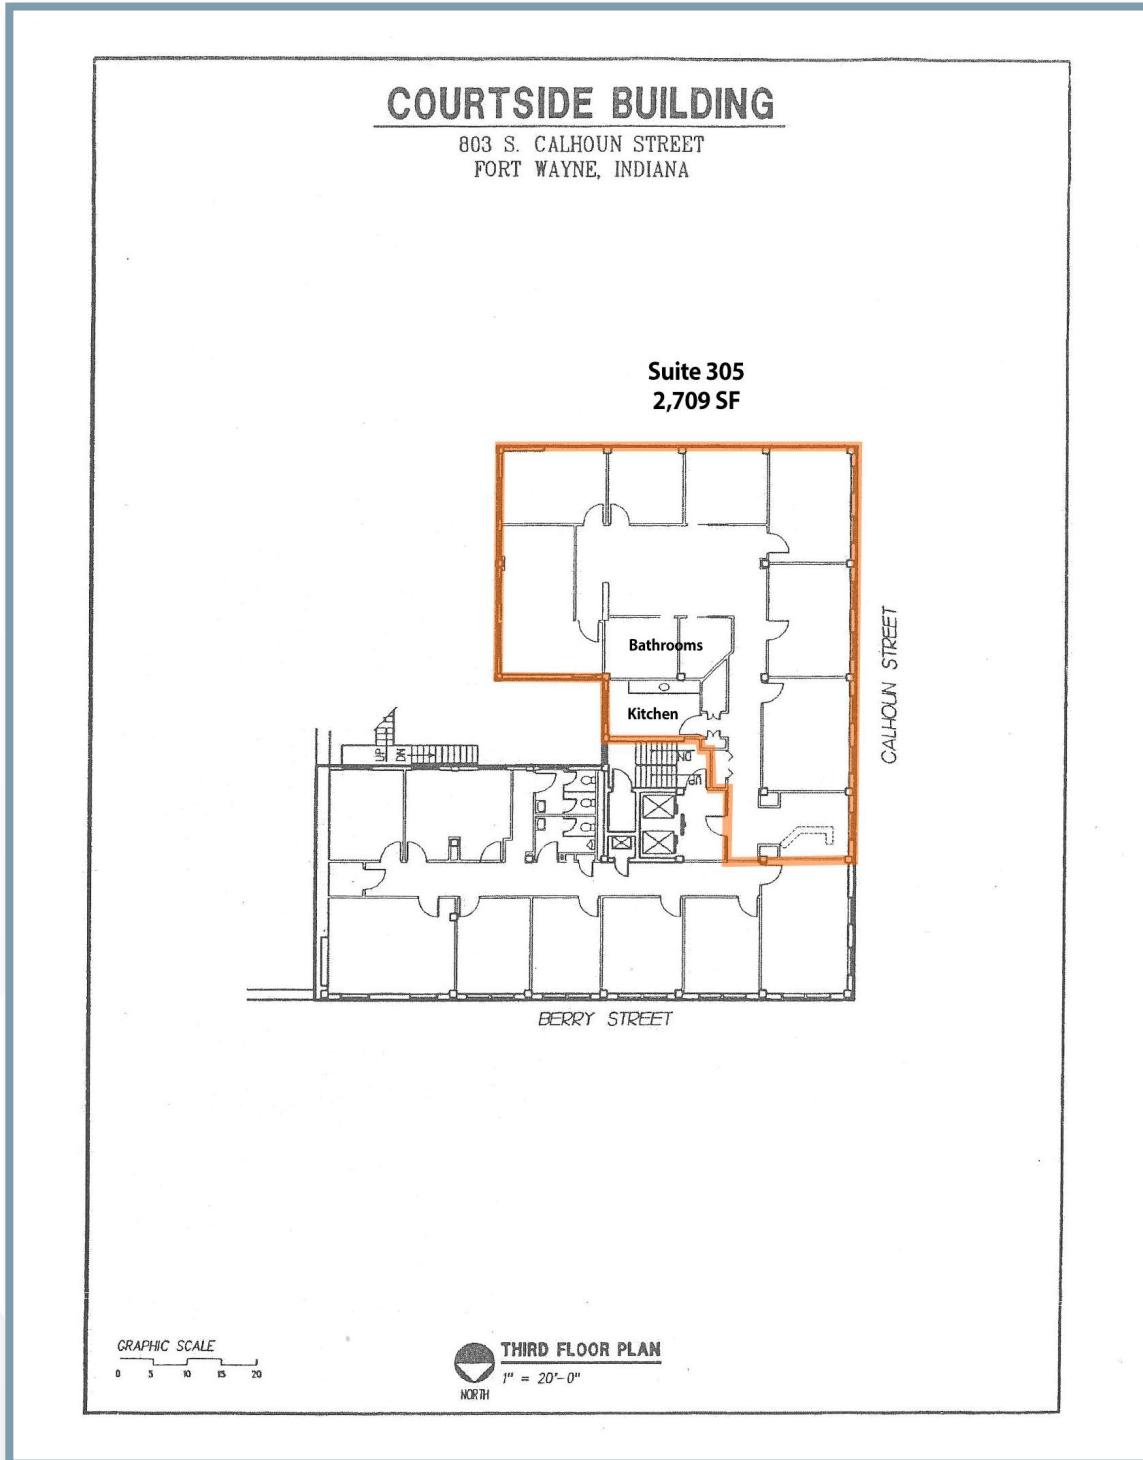 COURTSIDE BUILDING
803 S. CALHOUN STREET
FORT WAYNE, INDIANA
Suite 305
2,709 SF
Bathrooms
Kitchen
CALHOUN STREET
UP
DN
DN
UP
BERRY STREET
GRAPHIC SCALE
0 5 10 15 20
NORTH
THIRD FLOOR PLAN
1" = 20'-0"